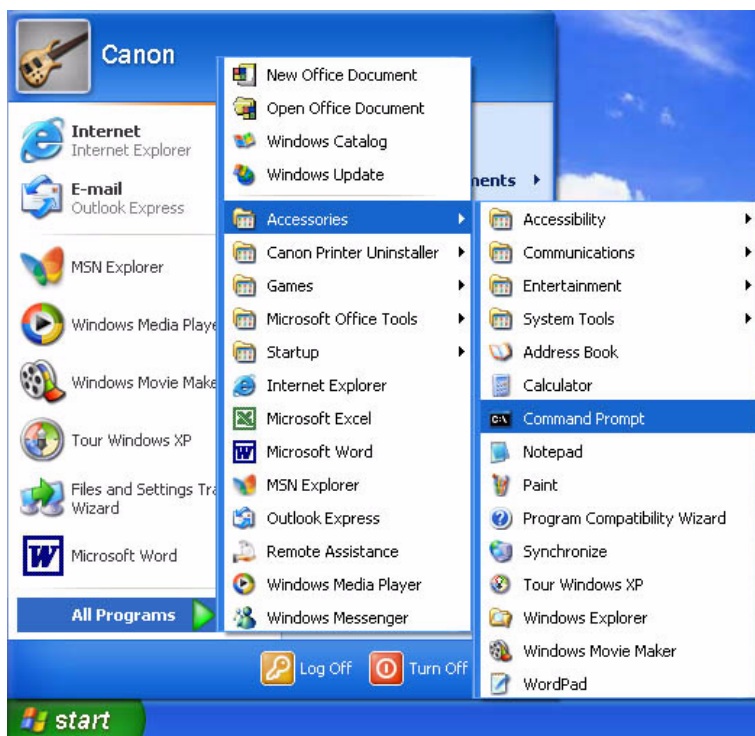 Canon
Internet
Internet Explorer
E-mail
Outlook Express
MSN Explorer
Windows Media Playe
Windows Movie Make
Tour Windows XP
Files and Settings Tra
Wizard
Microsoft Word
All Programs
New Office Document
Open Office Document
Windows Catalog
Windows Update
Accessories
Canon Printer Uninstaller
Games
Microsoft Office Tools
Startup
Internet Explorer
Microsoft Excel
Microsoft Word
MSN Explorer
Outlook Express
Remote Assistance
Windows Media Player
Windows Messenger
ments
Accessibility
Communications
Entertainment
System Tools
Address Book
Calculator
Command Prompt
Notepad
Paint
Program Compatibility Wizard
Synchronize
Tour Windows XP
Windows Explorer
Windows Movie Maker
WordPad
Log Off
Turn Off
start